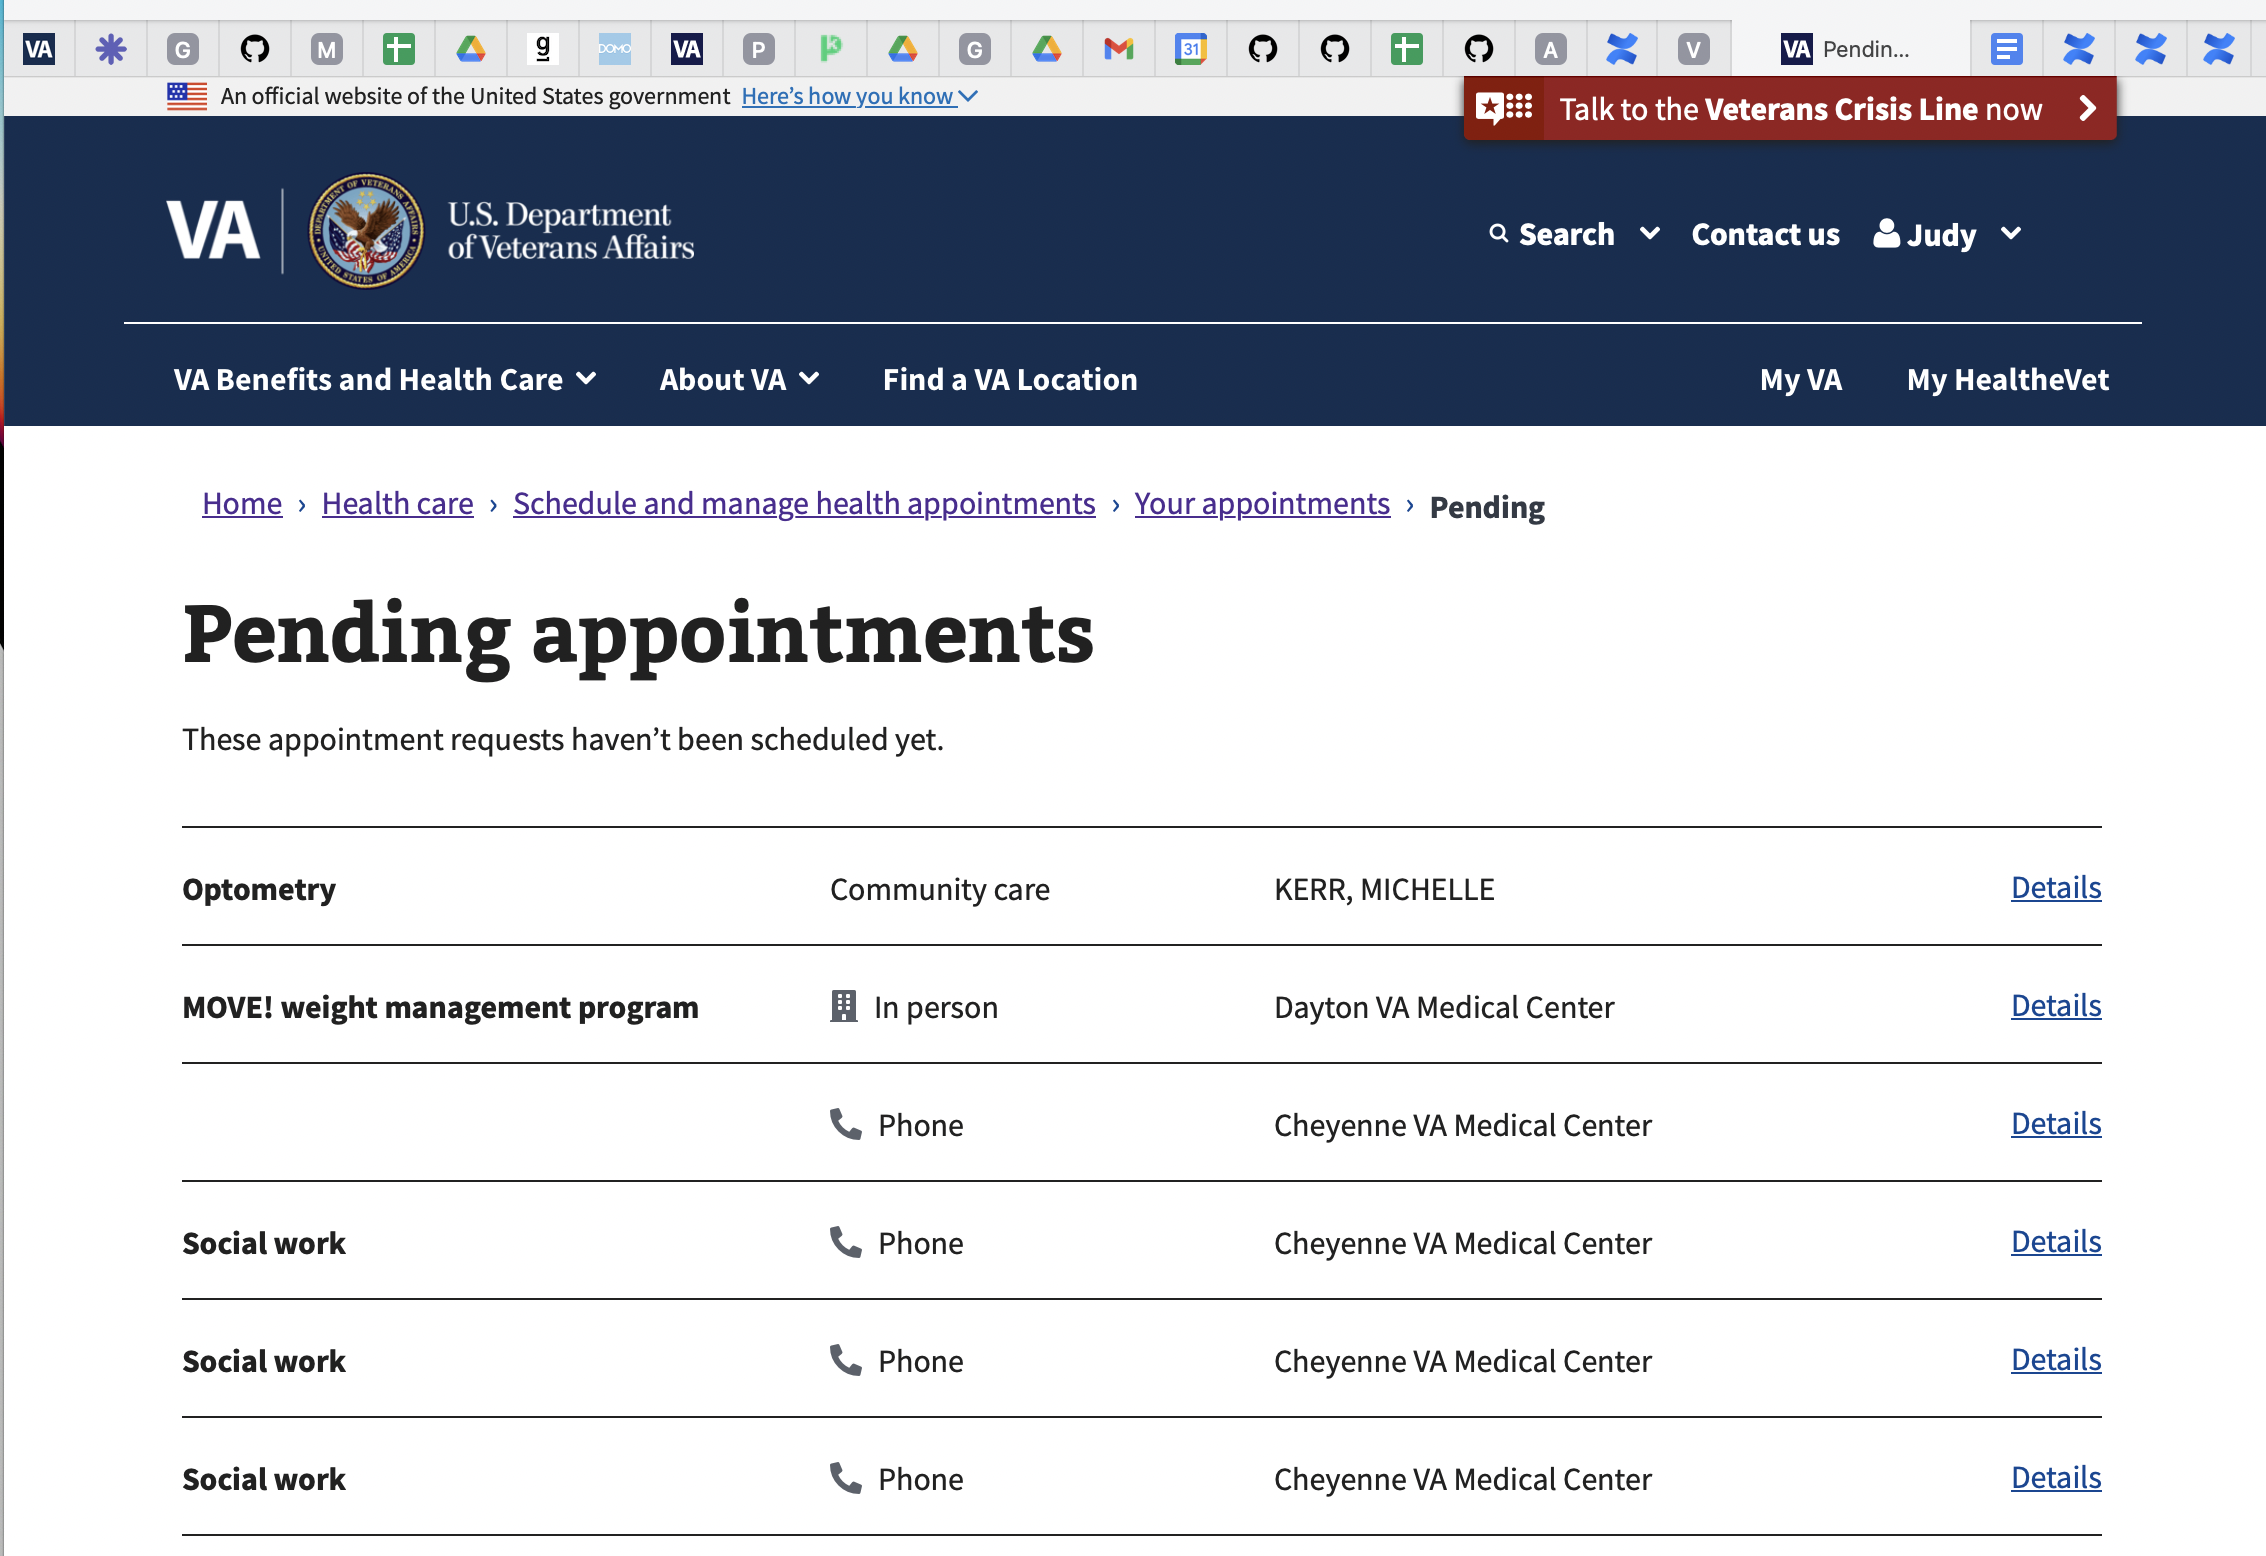 VA G M g DOMO VA P G 31 A V VA Pendin...
An official website of the United States government Here’s how you know
Talk to the Veterans Crisis Line now
VA U.S. Department
of Veterans Affairs
Search Contact us Judy
VA Benefits and Health Care About VA Find a VA Location My VA My HealtheVet
Home › Health care › Schedule and manage health appointments › Your appointments › Pending
Pending appointments
These appointment requests haven’t been scheduled yet.
Optometry Community care KERR, MICHELLE Details
MOVE! weight management program In person Dayton VA Medical Center Details
Phone Cheyenne VA Medical Center Details
Social work Phone Cheyenne VA Medical Center Details
Social work Phone Cheyenne VA Medical Center Details
Social work Phone Cheyenne VA Medical Center Details